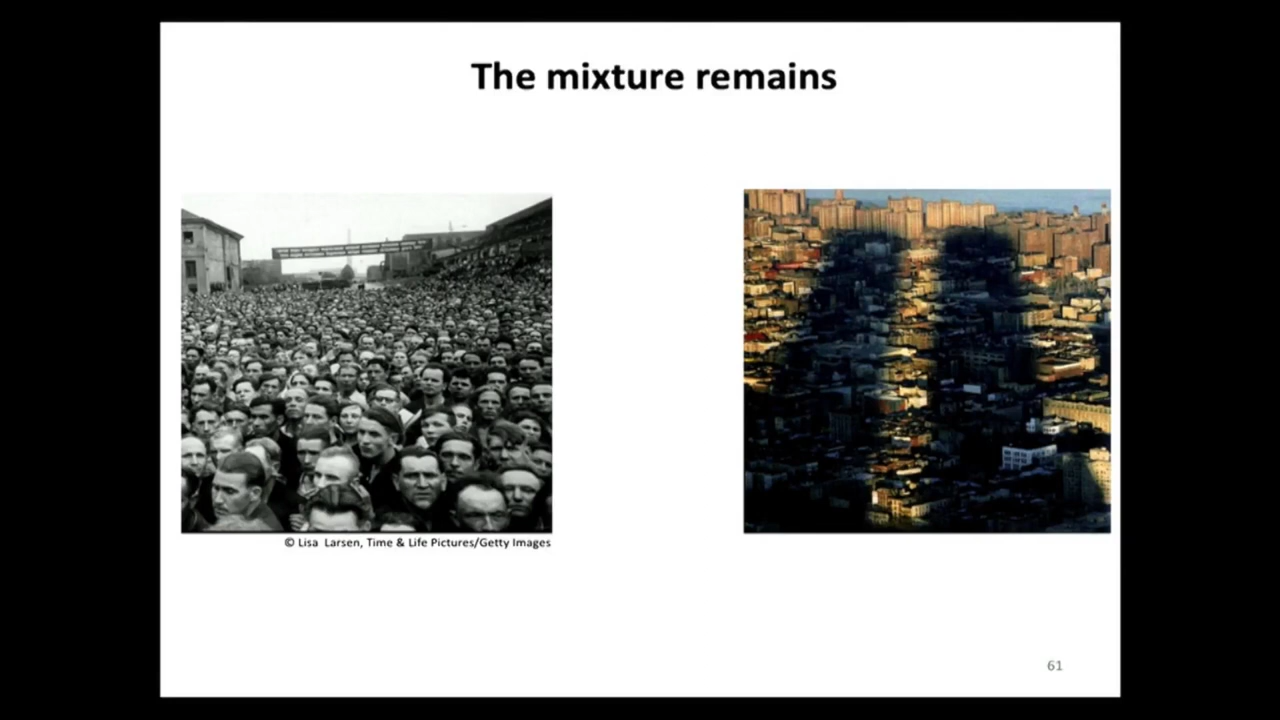 The mixture remains
© Lisa Larsen, Time & Life Pictures/Getty Images
61